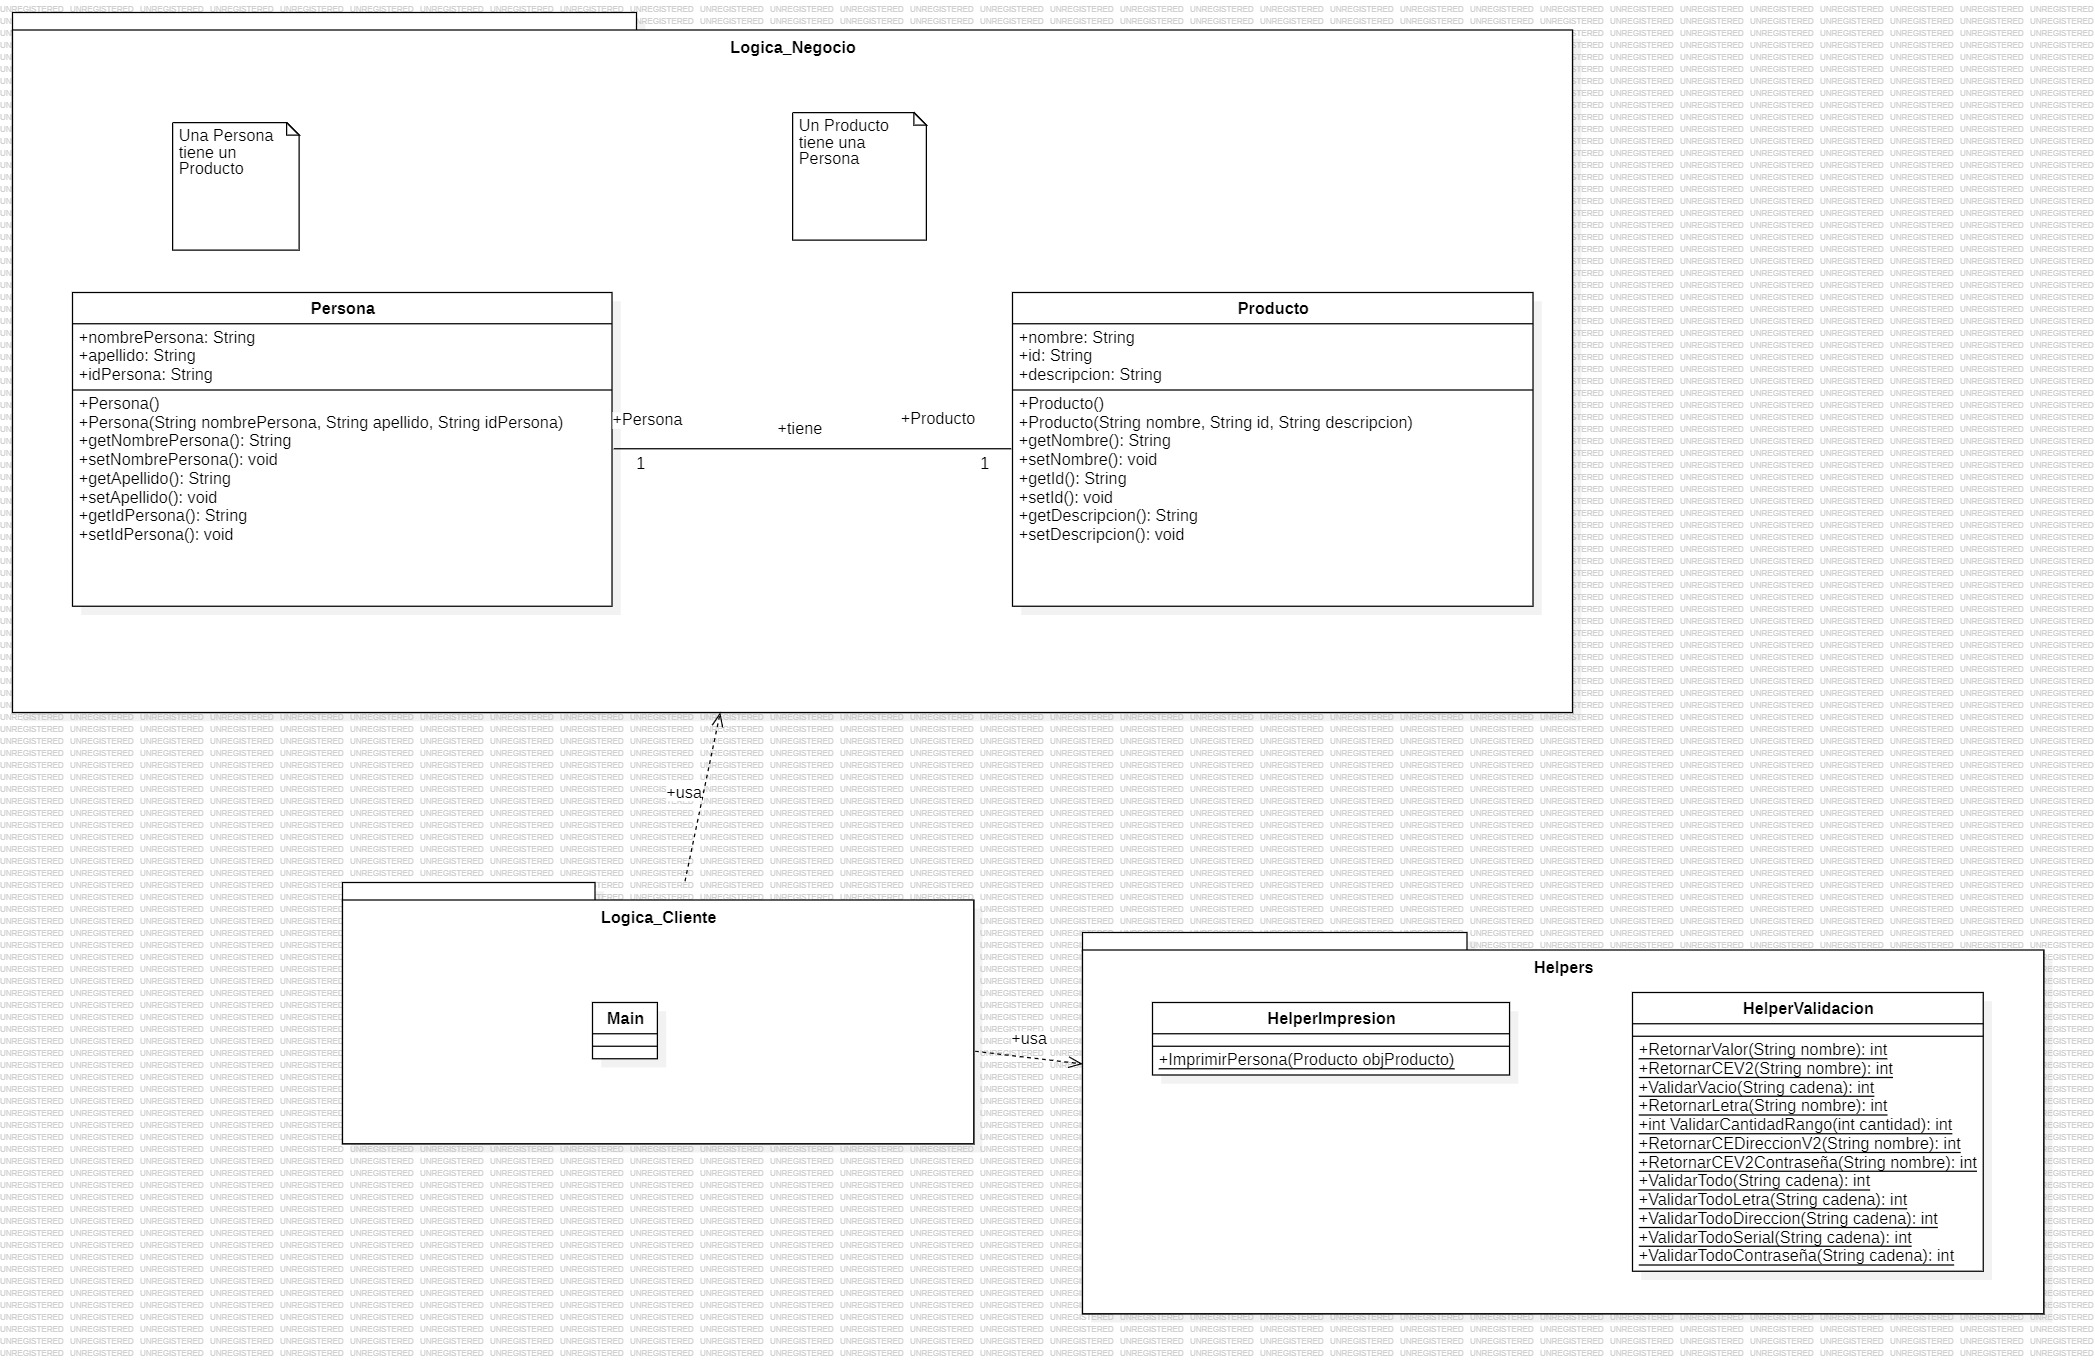 Logica_Negocio
Una Persona
tiene un
Producto
Un Producto
tiene una
Persona
Persona
+nombrePersona: String
+apellido: String
+idPersona: String
+Persona()
+Persona(String nombrePersona, String apellido, String idPersona)
+getNombrePersona(): String
+setNombrePersona(): void
+getApellido(): String
+setApellido(): void
+getIdPersona(): String
+setIdPersona(): void
+Persona
+tiene
+Producto
1
1
Producto
+nombre: String
+id: String
+descripcion: String
+Producto()
+Producto(String nombre, String id, String descripcion)
+getNombre(): String
+setNombre(): void
+getId(): String
+setId(): void
+getDescripcion(): String
+setDescripcion(): void
+usa
Logica_Cliente
Main
+usa
Helpers
HelperImpresion
+ImprimirPersona(Producto objProducto)
HelperValidacion
+RetornarValor(String nombre): int
+RetornarCEV2(String nombre): int
+ValidarVacio(String cadena): int
+RetornarLetra(String nombre): int
+int ValidarCantidadRango(int cantidad): int
+RetornarCEDireccionV2(String nombre): int
+RetornarCEV2Contraseña(String nombre): int
+ValidarTodo(String cadena): int
+ValidarTodoLetra(String cadena): int
+ValidarTodoDireccion(String cadena): int
+ValidarTodoSerial(String cadena): int
+ValidarTodoContraseña(String cadena): int
UNREGISTERED